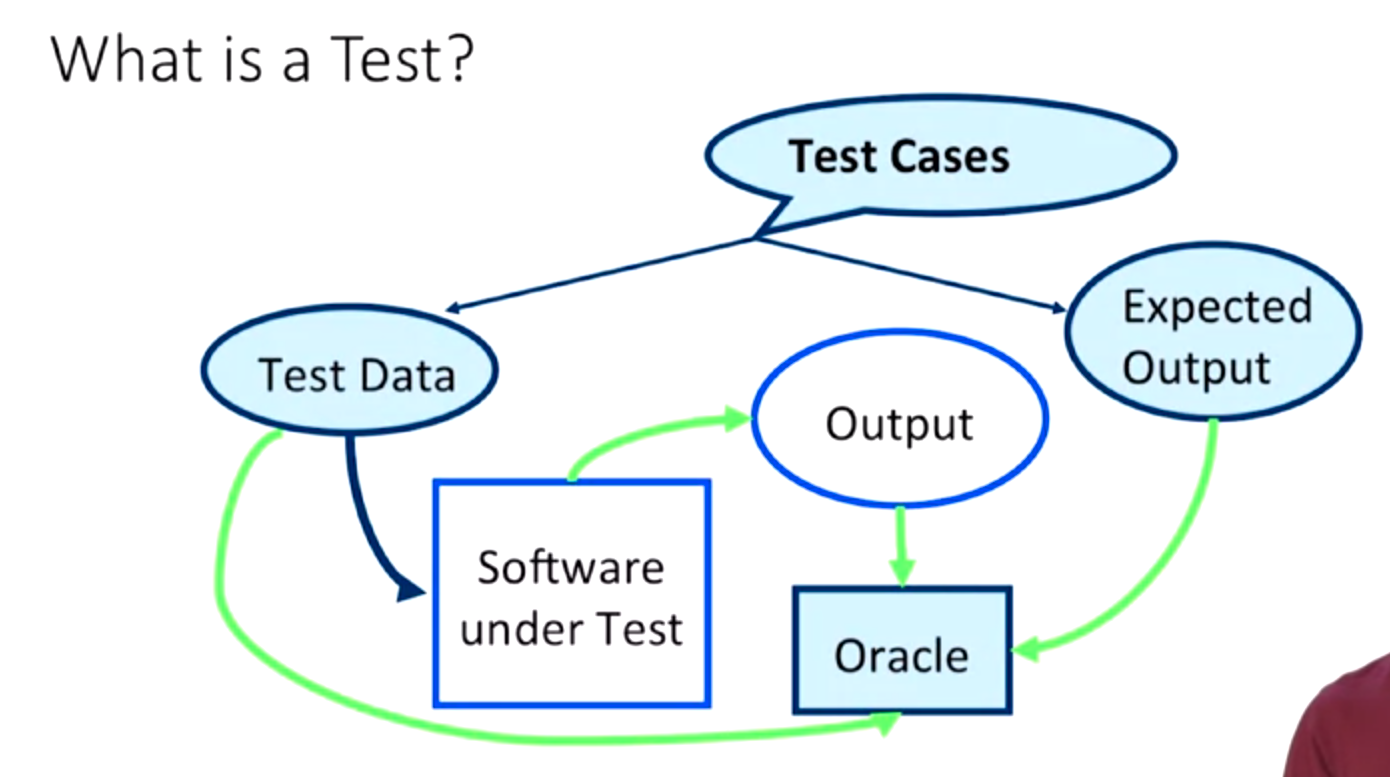 What is a Test?
Test Cases
Expected
Output
Test Data
Output
Software
under Test
Oracle